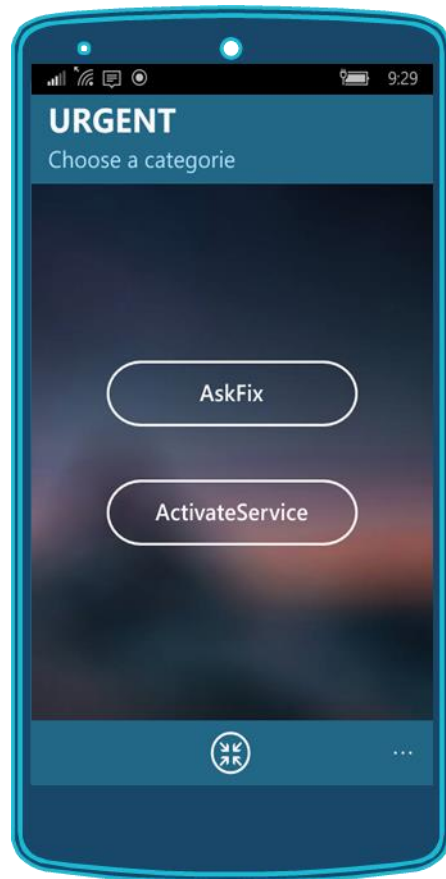 9:29
URGENT
Choose a categorie
AskFix
ActivateService
...